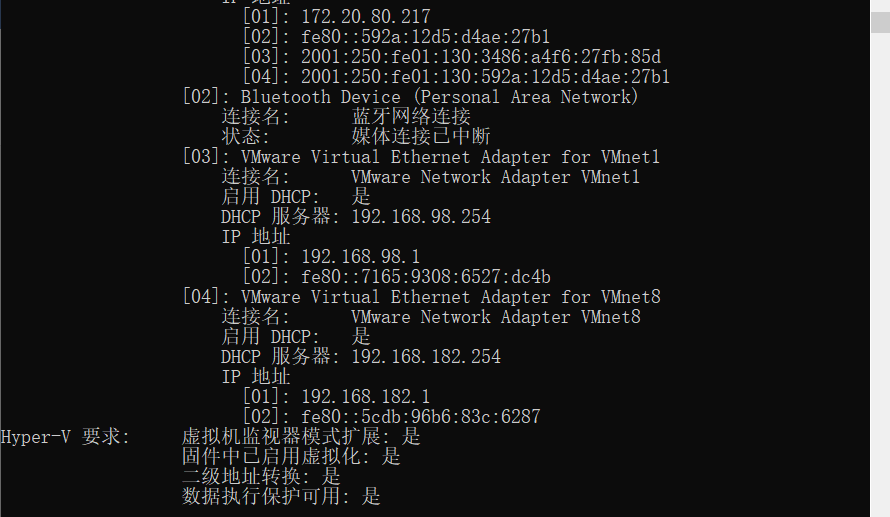 IP 地址
[01]: 172.20.80.217
[02]: fe80::592a:12d5:d4ae:27b1
[03]: 2001:250:fe01:130:3486:a4f6:27fb:85d
[04]: 2001:250:fe01:130:592a:12d5:d4ae:27b1
[02]: Bluetooth Device (Personal Area Network)
连接名: 蓝牙网络连接
状态: 媒体连接已中断
[03]: VMware Virtual Ethernet Adapter for VMnet1
连接名: VMware Network Adapter VMnet1
启用 DHCP: 是
DHCP 服务器: 192.168.98.254
IP 地址
[01]: 192.168.98.1
[02]: fe80::7165:9308:6527:dc4b
[04]: VMware Virtual Ethernet Adapter for VMnet8
连接名: VMware Network Adapter VMnet8
启用 DHCP: 是
DHCP 服务器: 192.168.182.254
IP 地址
[01]: 192.168.182.1
[02]: fe80::5cdb:96b6:83c:6287
Hyper-V 要求: 虚拟机监视器模式扩展: 是
固件中已启用虚拟化: 是
二级地址转换: 是
数据执行保护可用: 是